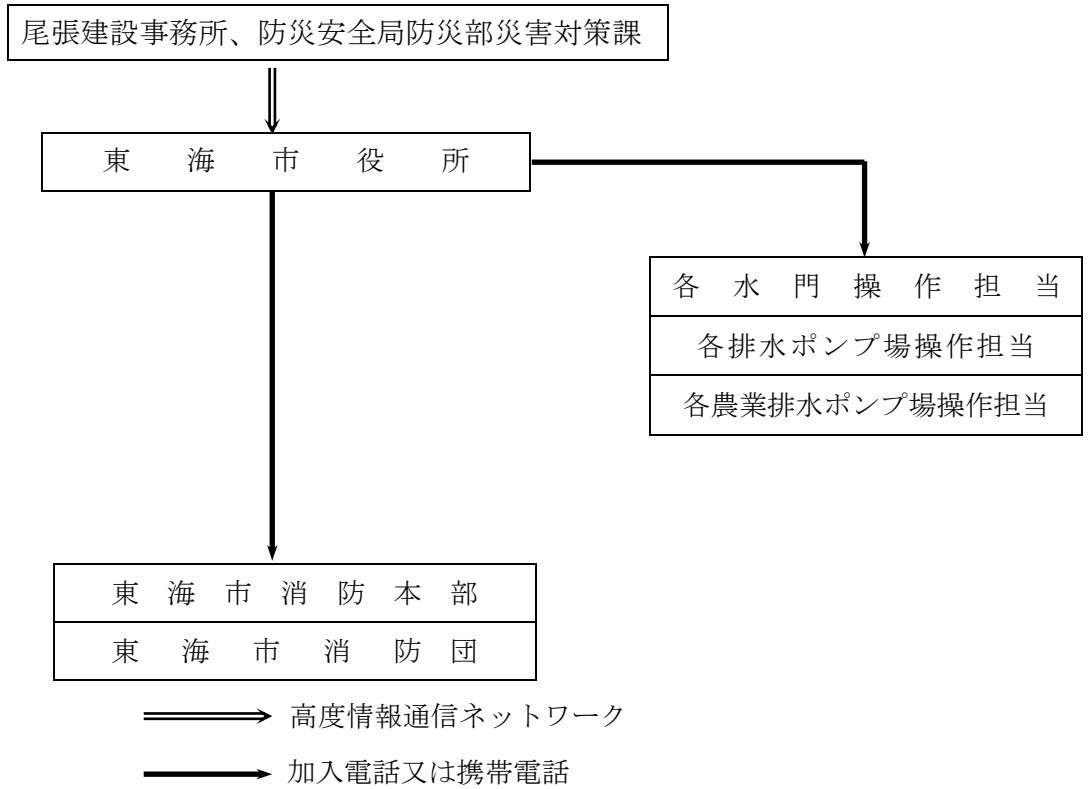 尾張建設事務所、防災安全局防災部災害対策課
東海市役所
各水門操作担当
各排水ポンプ場操作担当
各農業排水ポンプ場操作担当
東海市消防本部
東海市消防団
高度情報通信ネットワーク
加入電話又は携帯電話